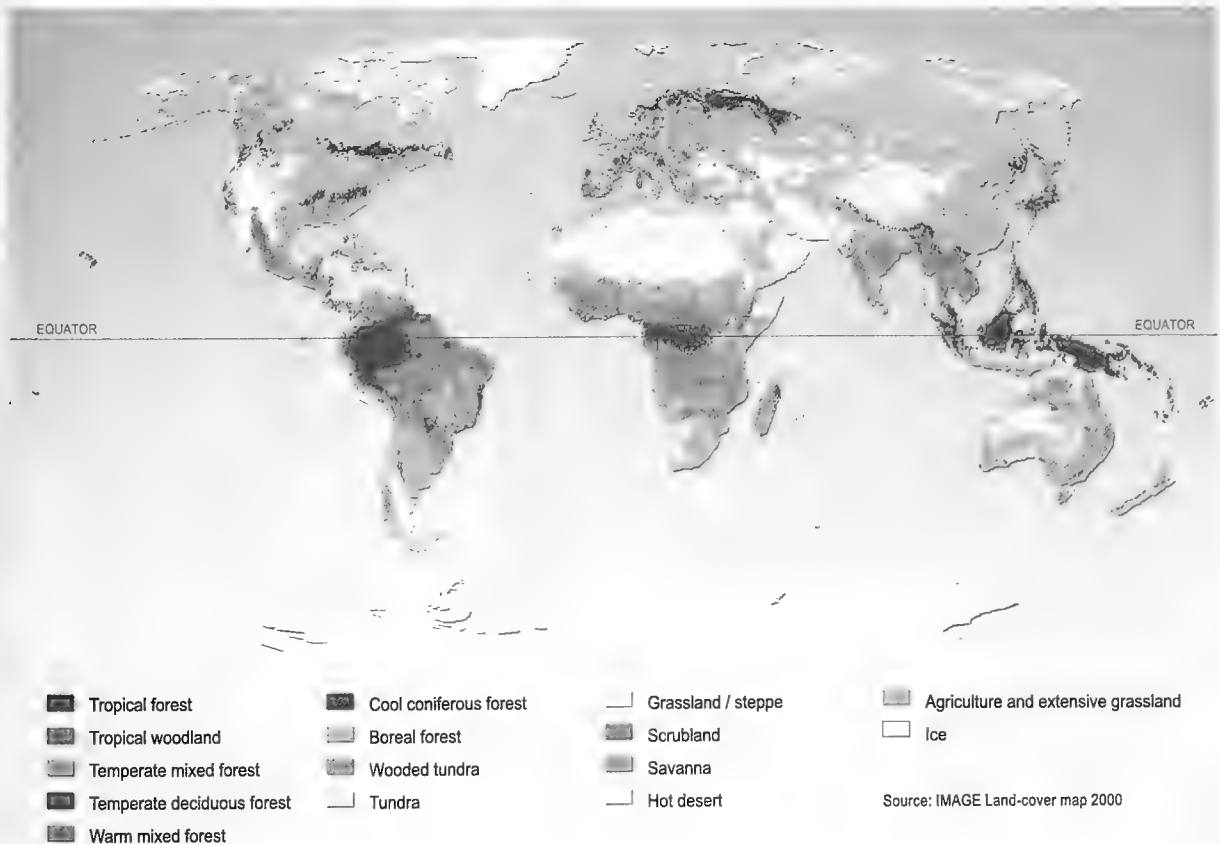 EQUATOR
EQUATOR
Tropical forest
Tropical woodland
Temperate mixed forest
Temperate deciduous forest
Warm mixed forest
Cool coniferous forest
Boreal forest
Wooded tundra
Tundra
Grassland / steppe
Scrubland
Savanna
Hot desert
Agriculture and extensive grassland
Ice
Source: IMAGE Land-cover map 2000